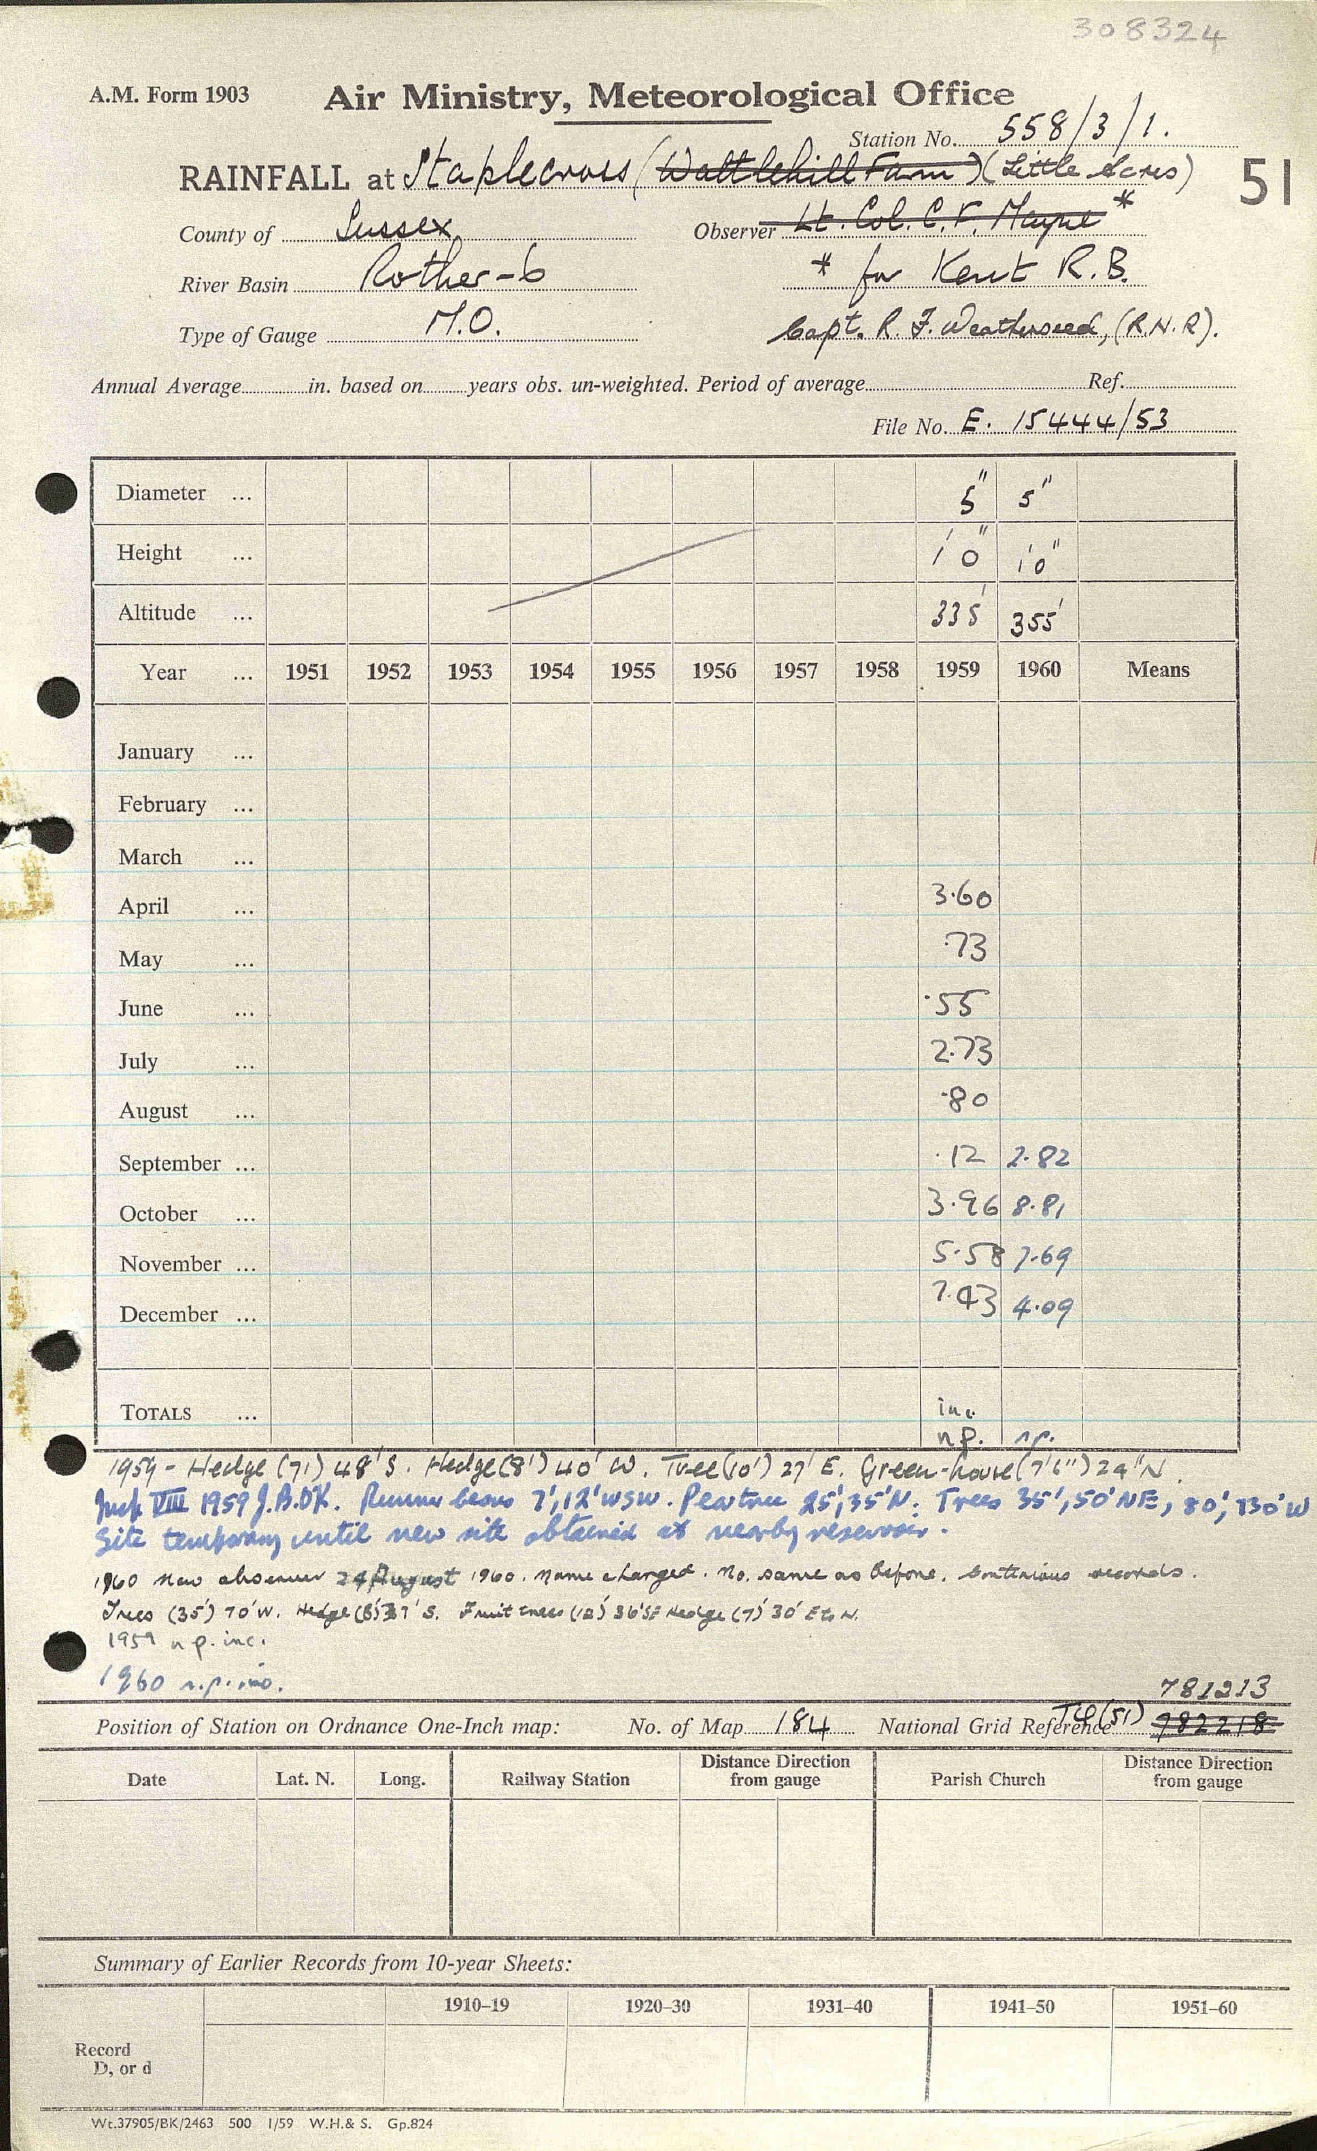 308324
A.M. Form 1903 Air Ministry, Meteorological Office
Station No. 558/3/1.
RAINFALL at Staplecross (Wattlehill Farm) (Little Acres) 51
County of Sussex Observer Lt. Col. C. F. Mayne *
River Basin Rother-6 * for Kent R.B.
Type of Gauge M.O. Capt. R. F. Weatherseed, (R.N.R).
Annual Average in. based on years obs. un-weighted. Period of average Ref.
File No. E. 15444/53
Diameter ... 5" 5"
Height ... 1'0" 1'0"
Altitude ... 335' 355'
Year ... 1951 1952 1953 1954 1955 1956 1957 1958 1959 1960 Means
January ...
February ...
March ...
April ... 3.60
May ... .73
June ... .55
July ... 2.73
August ... .80
September ... .12 2.82
October ... 3.96 8.81
November ... 5.58 7.69
December ... 7.43 4.09
TOTALS ... inc.
n.p. n.p.
1959 - Hedge (7') 48' S. Hedge (8') 40' W. Tree (10') 27' E. Green-house (7'6") 24' N.
VIII 1959 J.B.O'K. Runner beans 7', 12' WSW. Peartree 25', 35' N. Trees 35', 50' NE, 80', 130' W
Site temporary until new site obtained at nearby reservoir.
1960 New observer 24 August 1960. Name changed. No. same as before. Continuous records.
Trees (35') 70' W. Hedge (8') 37' S. Fruit trees (12') 36' SE Hedge (7') 30' E to N.
1959 n.p. inc.
1960 n.p. inc.
781213
Position of Station on Ordnance One-Inch map: No. of Map 184 National Grid Reference TQ (51) 782218
Date Lat. N. Long. Railway Station Distance Direction from gauge Parish Church Distance Direction from gauge
Summary of Earlier Records from 10-year Sheets:
1910–19 1920–30 1931–40 1941–50 1951–60
Record
D, or d
Wt.37905/BK/2463 500 1/59 W.H.& S. Gp.824